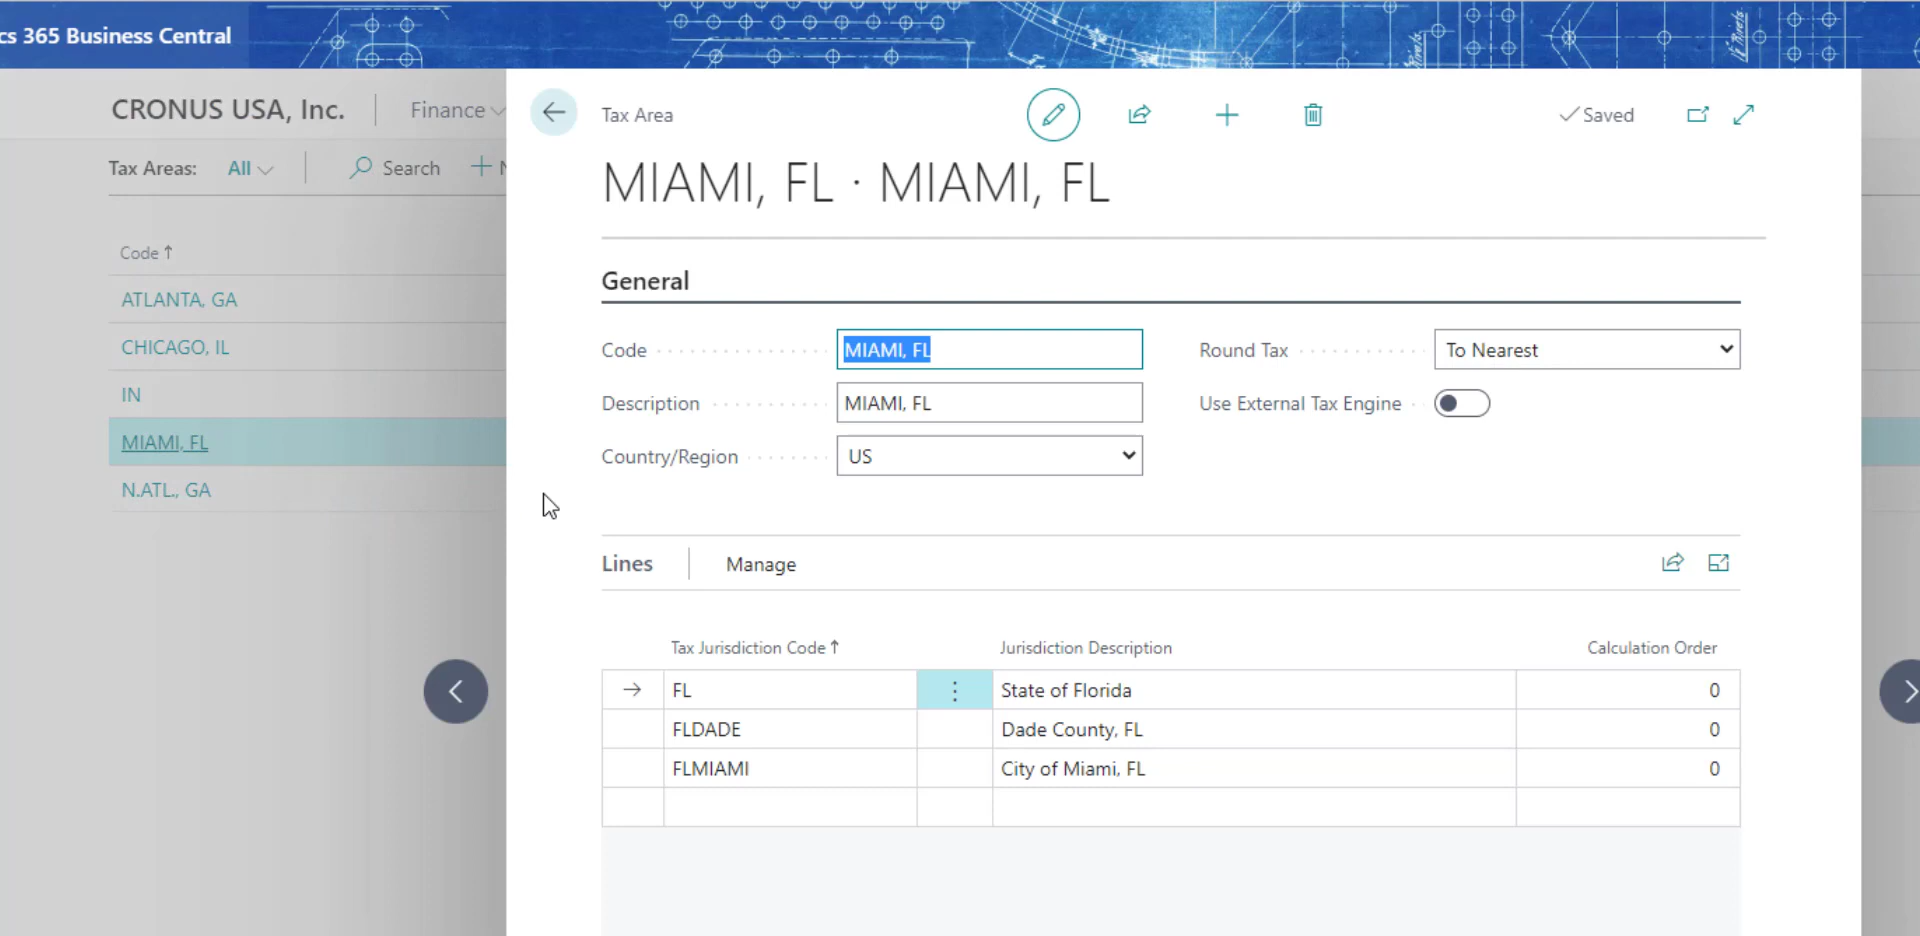 cs 365 Business Central
CRONUS USA, Inc.
Finance
Tax Areas:
All
Search
N
Code
ATLANTA, GA
CHICAGO, IL
IN
MIAMI, FL
N.ATL., GA
Tax Area
Saved
MIAMI, FL · MIAMI, FL
General
Code
MIAMI, FL
Round Tax
To Nearest
Description
MIAMI, FL
Use External Tax Engine
Country/Region
US
Lines
Manage
Tax Jurisdiction Code
Jurisdiction Description
Calculation Order
FL
State of Florida
0
FLDADE
Dade County, FL
0
FLMIAMI
City of Miami, FL
0